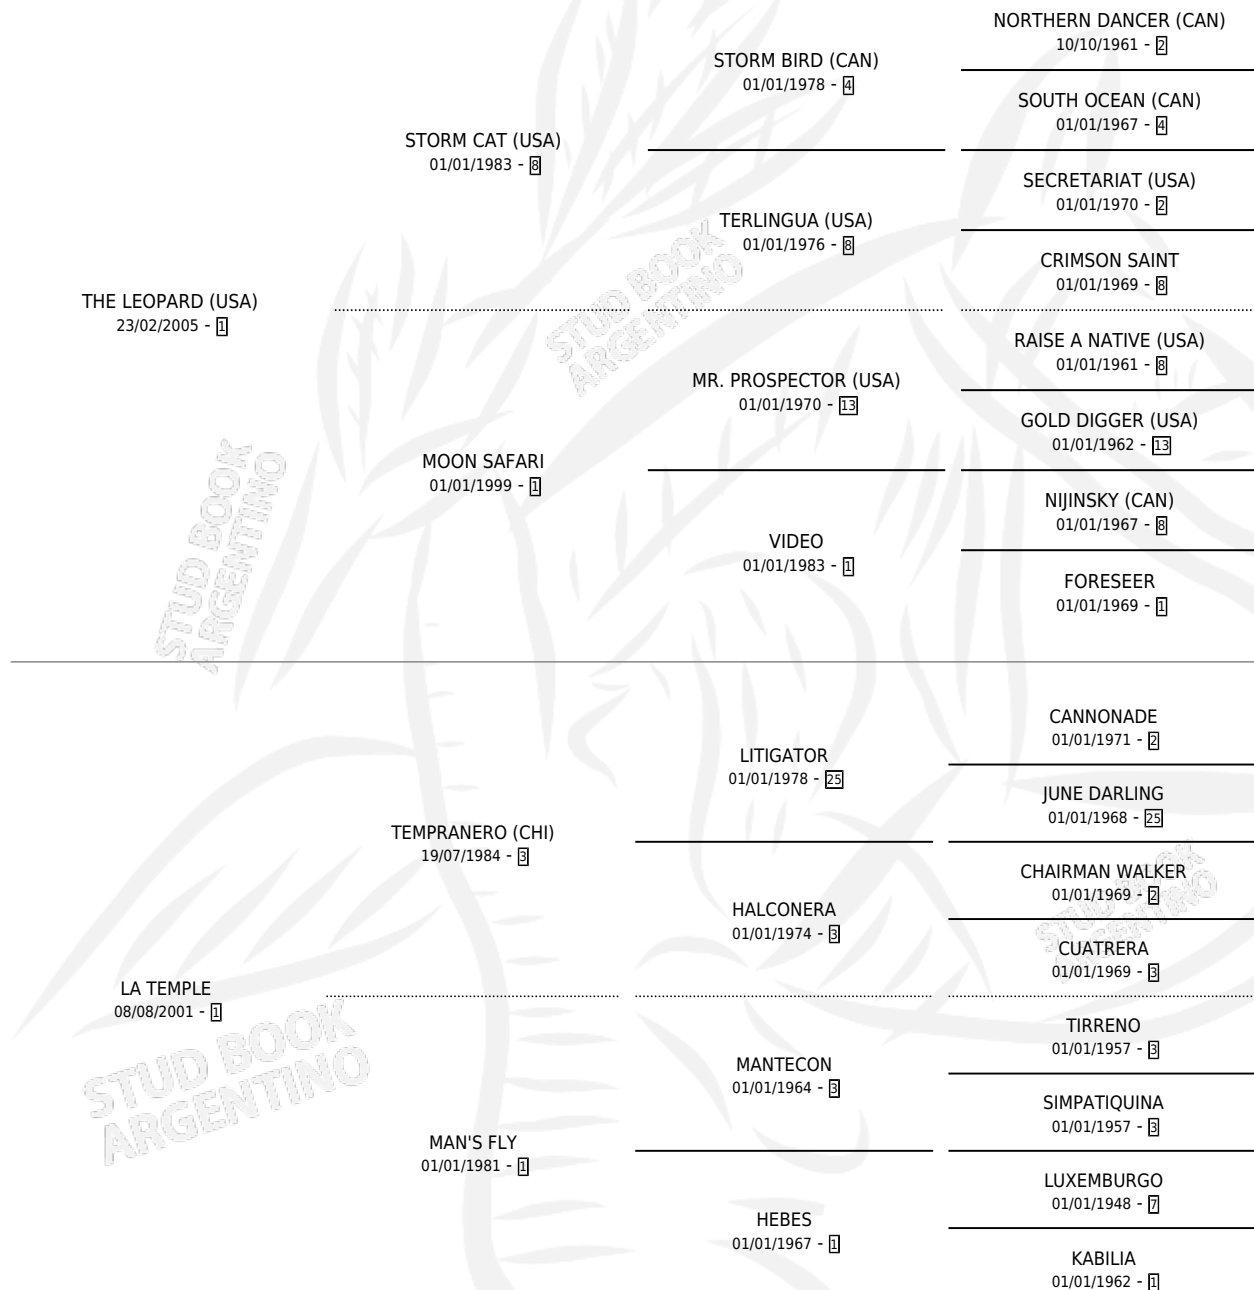 NORTHERN DANCER (CAN)
10/10/1961 - 2
STORM BIRD (CAN)
01/01/1978 - 4
SOUTH OCEAN (CAN)
01/01/1967 - 4
STORM CAT (USA)
01/01/1983 - 8
SECRETARIAT (USA)
01/01/1970 - 2
TERLINGUA (USA)
01/01/1976 - 8
CRIMSON SAINT
01/01/1969 - 8
THE LEOPARD (USA)
23/02/2005 - 1
STUD BOOK
ARGENTINO
RAISE A NATIVE (USA)
01/01/1961 - 8
MR. PROSPECTOR (USA)
01/01/1970 - 13
GOLD DIGGER (USA)
01/01/1962 - 13
MOON SAFARI
01/01/1999 - 1
NIJINSKY (CAN)
01/01/1967 - 8
VIDEO
01/01/1983 - 1
FORESEER
01/01/1969 - 1
STUD BOOK
ARGENTINO
CANNONADE
01/01/1971 - 2
LITIGATOR
01/01/1978 - 25
JUNE DARLING
01/01/1968 - 25
TEMPRANERO (CHI)
19/07/1984 - 3
CHAIRMAN WALKER
01/01/1969 - 2
HALCONERA
01/01/1974 - 3
STUD BOOK
ARGENTINO
CUATRERA
01/01/1969 - 3
LA TEMPLE
08/08/2001 - 1
TIRRENO
01/01/1957 - 3
MANTECON
01/01/1964 - 3
STUD BOOK
ARGENTINO
SIMPATIQUINA
01/01/1957 - 3
MAN'S FLY
01/01/1981 - 1
LUXEMBURGO
01/01/1948 - 7
HEBES
01/01/1967 - 1
KABILIA
01/01/1962 - 1